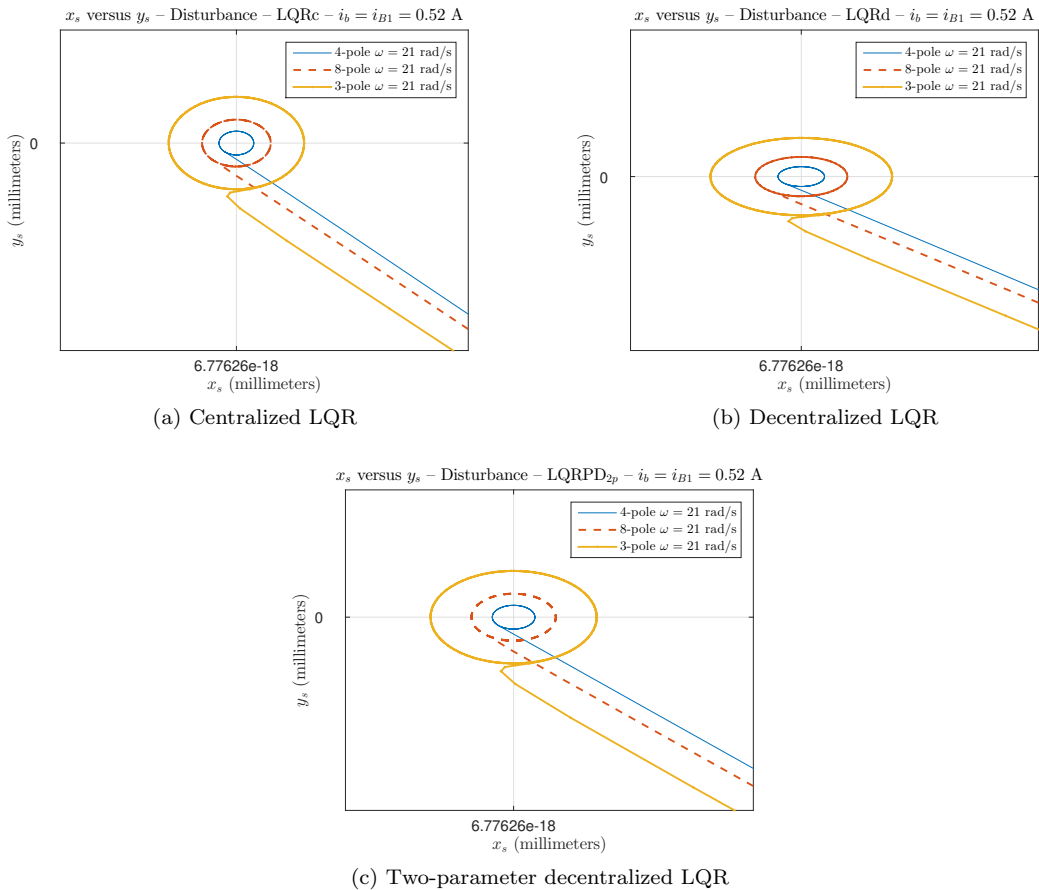 x_s versus y_s – Disturbance – LQRc – i_b = i_{B1} = 0.52 A
4-pole ω = 21 rad/s
8-pole ω = 21 rad/s
3-pole ω = 21 rad/s
0
y_s (millimeters)
6.77626e-18
x_s (millimeters)
(a) Centralized LQR
x_s versus y_s – Disturbance – LQRd – i_b = i_{B1} = 0.52 A
4-pole ω = 21 rad/s
8-pole ω = 21 rad/s
3-pole ω = 21 rad/s
0
y_s (millimeters)
6.77626e-18
x_s (millimeters)
(b) Decentralized LQR
x_s versus y_s – Disturbance – LQRPD_{2p} – i_b = i_{B1} = 0.52 A
4-pole ω = 21 rad/s
8-pole ω = 21 rad/s
3-pole ω = 21 rad/s
0
y_s (millimeters)
6.77626e-18
x_s (millimeters)
(c) Two-parameter decentralized LQR